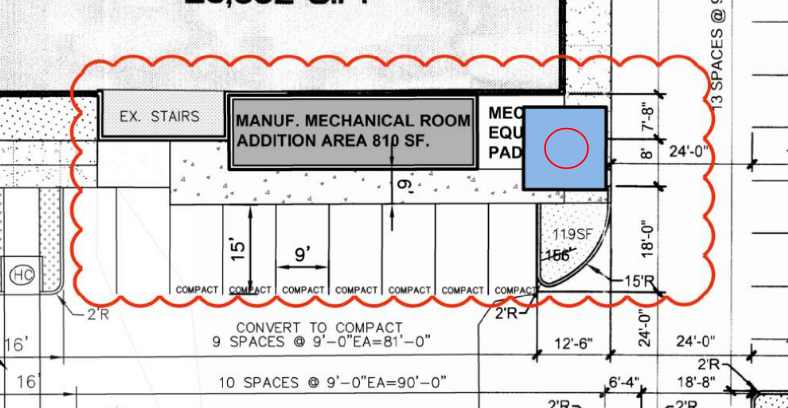 13 SPACES @ 9
EX. STAIRS
MANUF. MECHANICAL ROOM
ADDITION AREA 810 SF.
MEC
EQU
PAD
7'-8"
8'
24'-0"
6'
15'
9'
119SF
156'
18'-0"
15'R
COMPACT COMPACT COMPACT COMPACT COMPACT COMPACT COMPACT
HC
2'R
2'R
CONVERT TO COMPACT
9 SPACES @ 9'-0"EA=81'-0"
16'
12'-6"
24'-0"
24'-0"
2'R
16'
10 SPACES @ 9'-0"EA=90'-0"
6'-4"
18'-8"
2'R
2'R